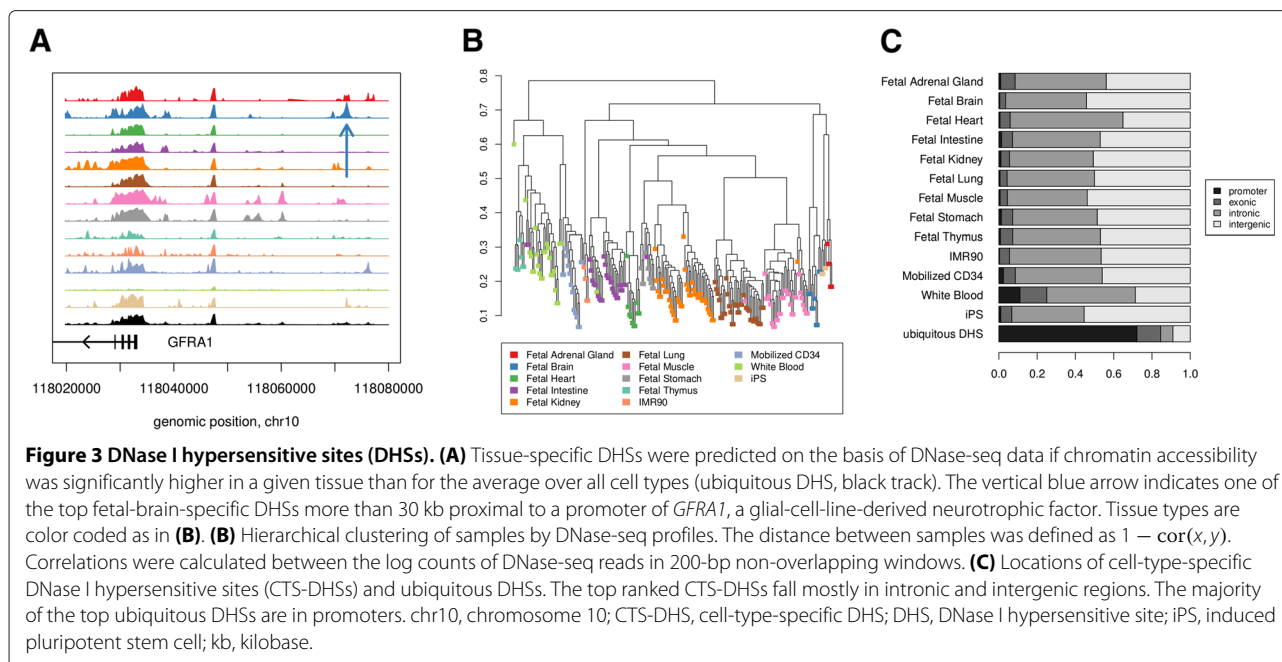 A
GFRA1
118020000 118040000 118060000 118080000
genomic position, chr10
B
0.8
0.7
0.6
0.5
0.4
0.3
0.2
0.1
Fetal Adrenal Gland
Fetal Brain
Fetal Heart
Fetal Intestine
Fetal Kidney
Fetal Lung
Fetal Muscle
Fetal Stomach
Fetal Thymus
IMR90
Mobilized CD34
White Blood
iPS
C
Fetal Adrenal Gland
Fetal Brain
Fetal Heart
Fetal Intestine
Fetal Kidney
Fetal Lung
Fetal Muscle
Fetal Stomach
Fetal Thymus
IMR90
Mobilized CD34
White Blood
iPS
ubiquitous DHS
0.0 0.2 0.4 0.6 0.8 1.0
promoter
exonic
intronic
intergenic
Figure 3 DNase I hypersensitive sites (DHSs). (A) Tissue-specific DHSs were predicted on the basis of DNase-seq data if chromatin accessibility
was significantly higher in a given tissue than for the average over all cell types (ubiquitous DHS, black track). The vertical blue arrow indicates one of
the top fetal-brain-specific DHSs more than 30 kb proximal to a promoter of GFRA1, a glial-cell-line-derived neurotrophic factor. Tissue types are
color coded as in (B). (B) Hierarchical clustering of samples by DNase-seq profiles. The distance between samples was defined as 1 − cor(x, y).
Correlations were calculated between the log counts of DNase-seq reads in 200-bp non-overlapping windows. (C) Locations of cell-type-specific
DNase I hypersensitive sites (CTS-DHSs) and ubiquitous DHSs. The top ranked CTS-DHSs fall mostly in intronic and intergenic regions. The majority
of the top ubiquitous DHSs are in promoters. chr10, chromosome 10; CTS-DHS, cell-type-specific DHS; DHS, DNase I hypersensitive site; iPS, induced
pluripotent stem cell; kb, kilobase.